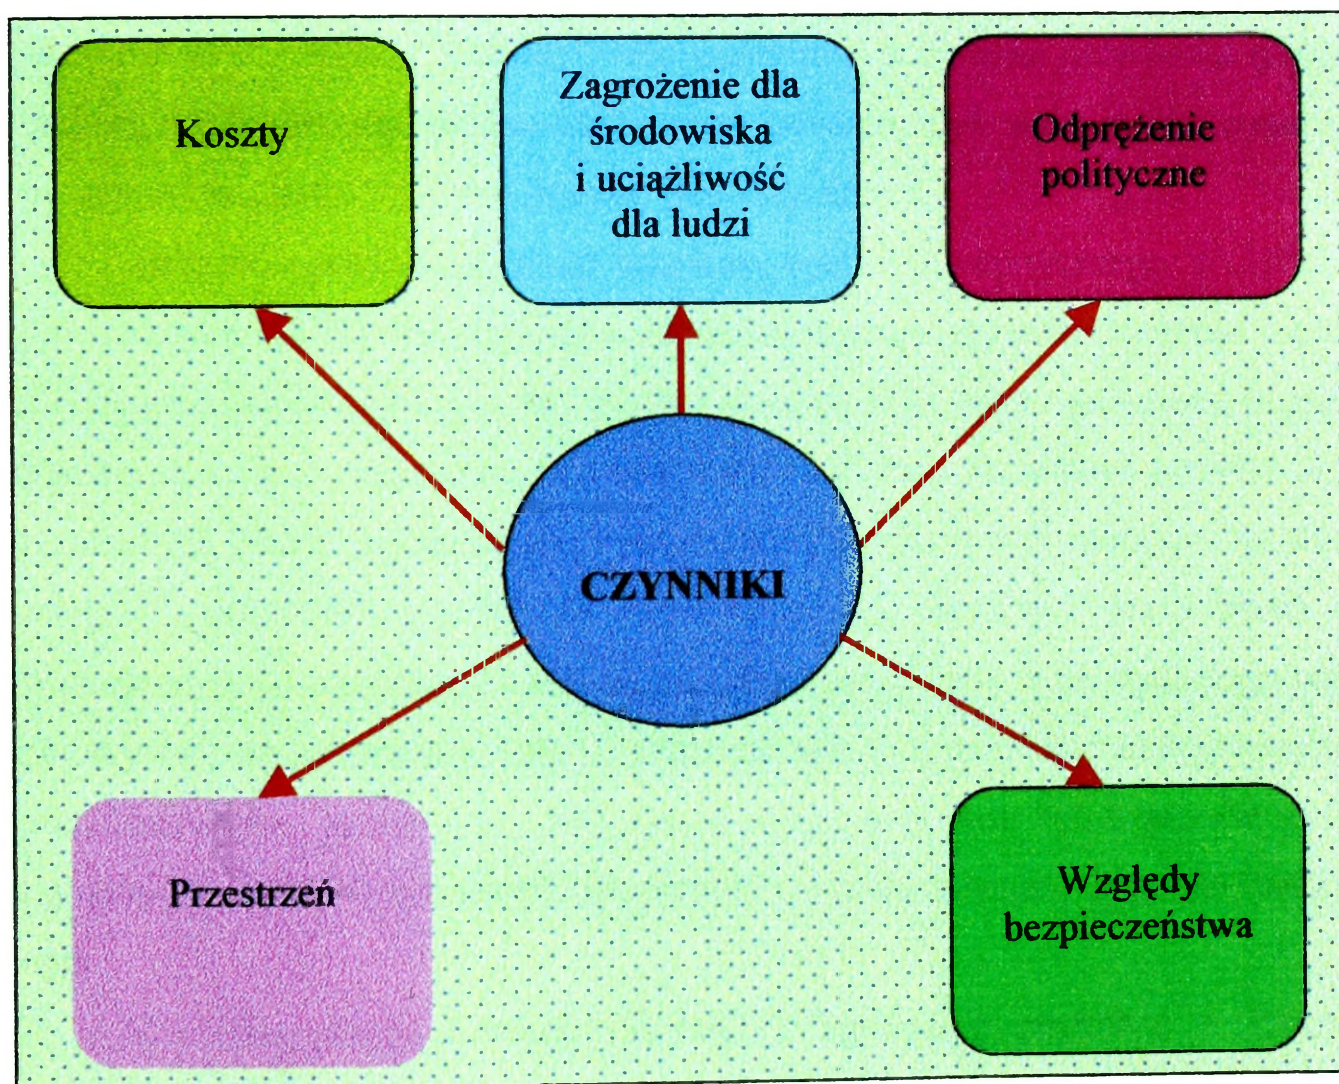 Koszty
Zagrożenie dla
środowiska
i uciążliwość
dla ludzi
Odprężenie
polityczne
CZYNNIKI
Przestrzeń
Względy
bezpieczeństwa